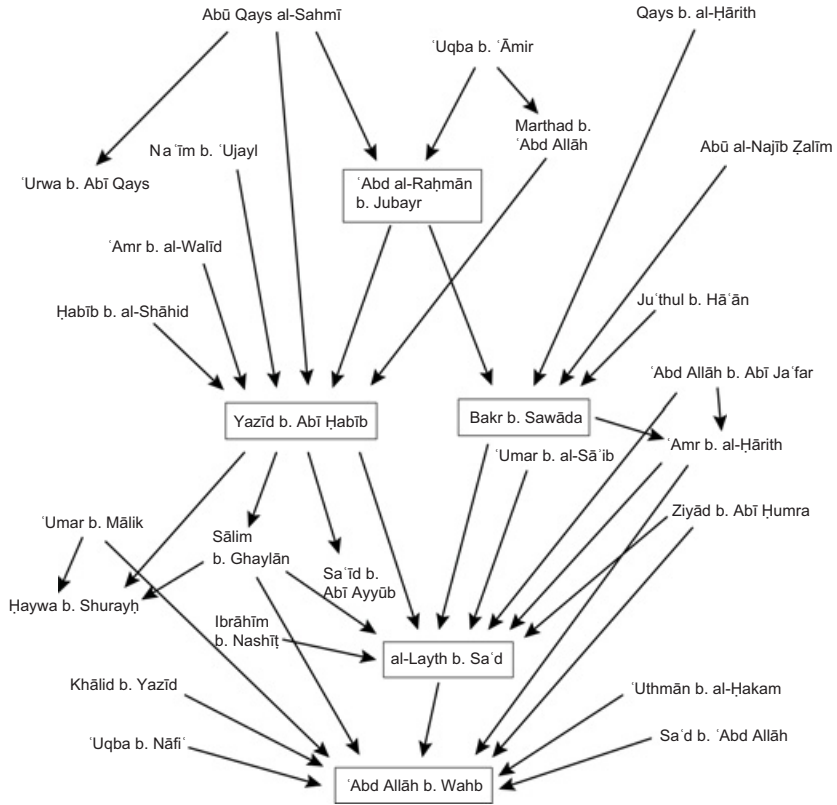 Abū Qays al-Sahmī
Qays b. al-Ḥārith
ʿUqba b. ʿĀmir
Marthad b.
ʿAbd Allāh
Naʿīm b. ʿUjayl
Abū al-Najīb Ẓalīm
ʿUrwa b. Abī Qays
ʿAbd al-Raḥmān
b. Jubayr
ʿAmr b. al-Walīd
Ḥabīb b. al-Shāhid
Juʿthul b. Hāʿān
ʿAbd Allāh b. Abī Jaʿfar
Yazīd b. Abī Ḥabīb
Bakr b. Sawāda
ʿAmr b. al-Ḥārith
ʿUmar b. al-Sāʾib
Ziyād b. Abī Ḥumra
ʿUmar b. Mālik
Sālim
b. Ghaylān
Saʿīd b.
Abī Ayyūb
Ḥaywa b. Shurayḥ
Ibrāhīm
b. Nashīṭ
al-Layth b. Saʿd
Khālid b. Yazīd
ʿUthmān b. al-Ḥakam
ʿUqba b. Nāfiʿ
Saʿd b. ʿAbd Allāh
ʿAbd Allāh b. Wahb